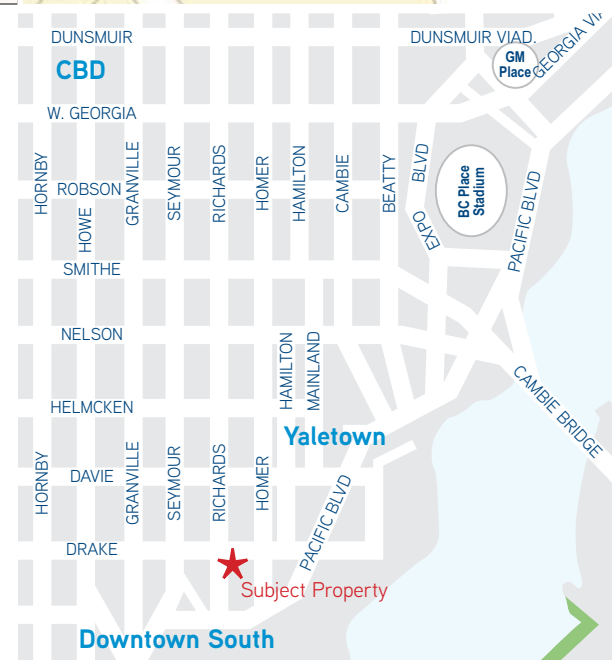 DUNSMUIR
DUNSMUIR VIAD.
GEORGIA VIA
CBD
GM
Place
W. GEORGIA
HORNBY
ROBSON
HOWE
GRANVILLE
SEYMOUR
RICHARDS
HOMER
HAMILTON
CAMBIE
BEATTY
EXPO BLVD
BC Place
Stadium
PACIFIC BLVD
SMITHE
NELSON
HAMILTON
MAINLAND
CAMBIE BRIDGE
HELMCKEN
Yaletown
HORNBY
DAVIE
GRANVILLE
SEYMOUR
RICHARDS
HOMER
PACIFIC BLVD
DRAKE
Subject Property
Downtown South